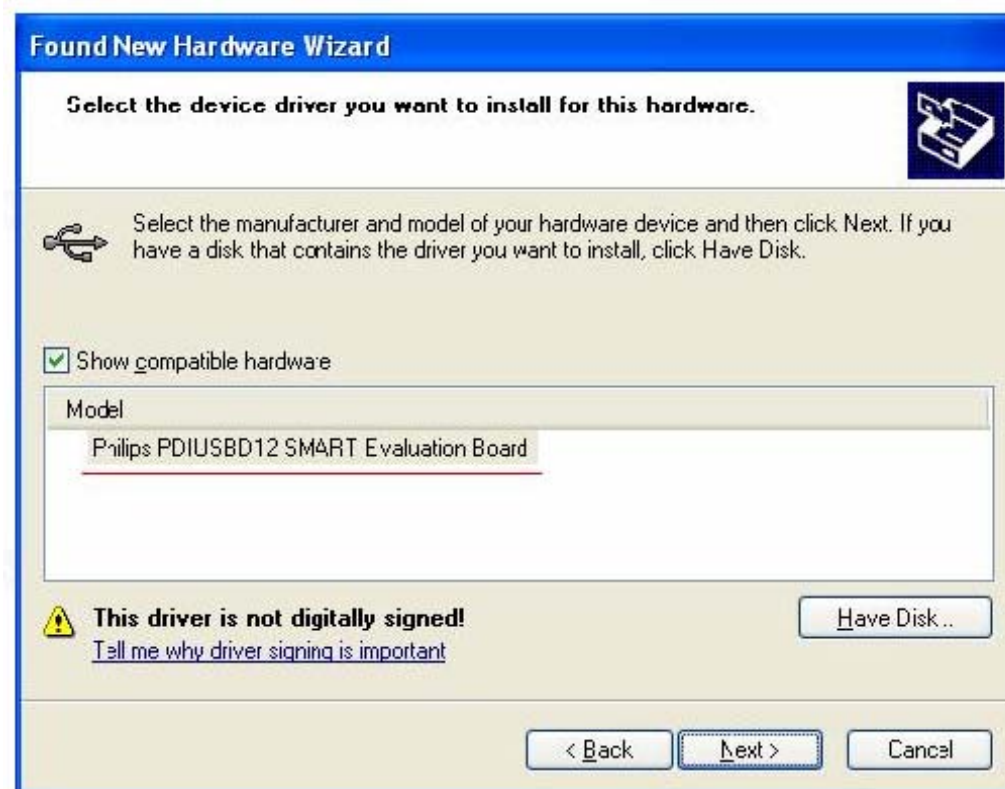 Found New Hardware Wizard
Select the device driver you want to install for this hardware.
Select the manufacturer and model of your hardware device and then click Next. If you
have a disk that contains the driver you want to install, click Have Disk.
Show compatible hardware
Model
Philips PDIUSBD12 SMART Evaluation Board
This driver is not digitally signed!
Have Disk...
Tell me why driver signing is important
< Back
Next >
Cancel